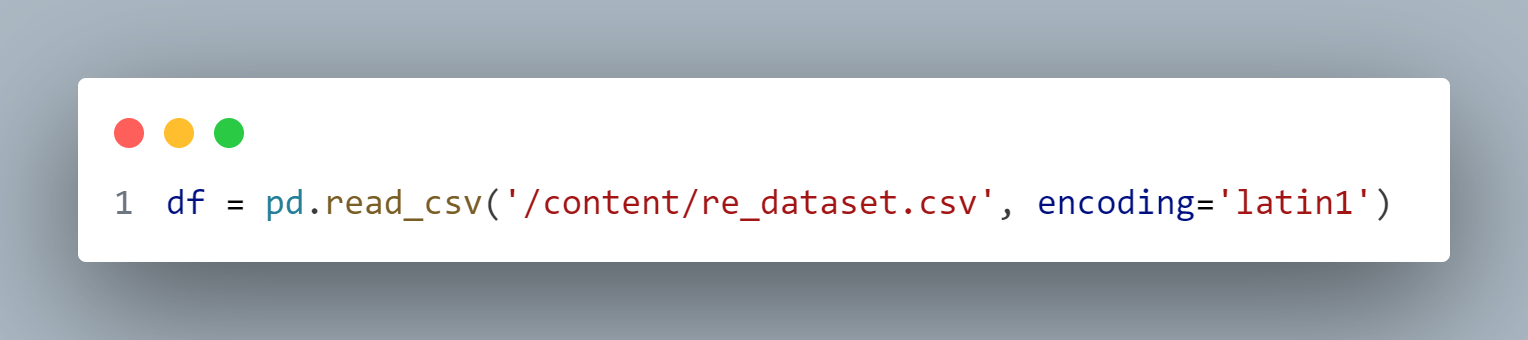 1 df = pd.read_csv('/content/re_dataset.csv', encoding='latin1')